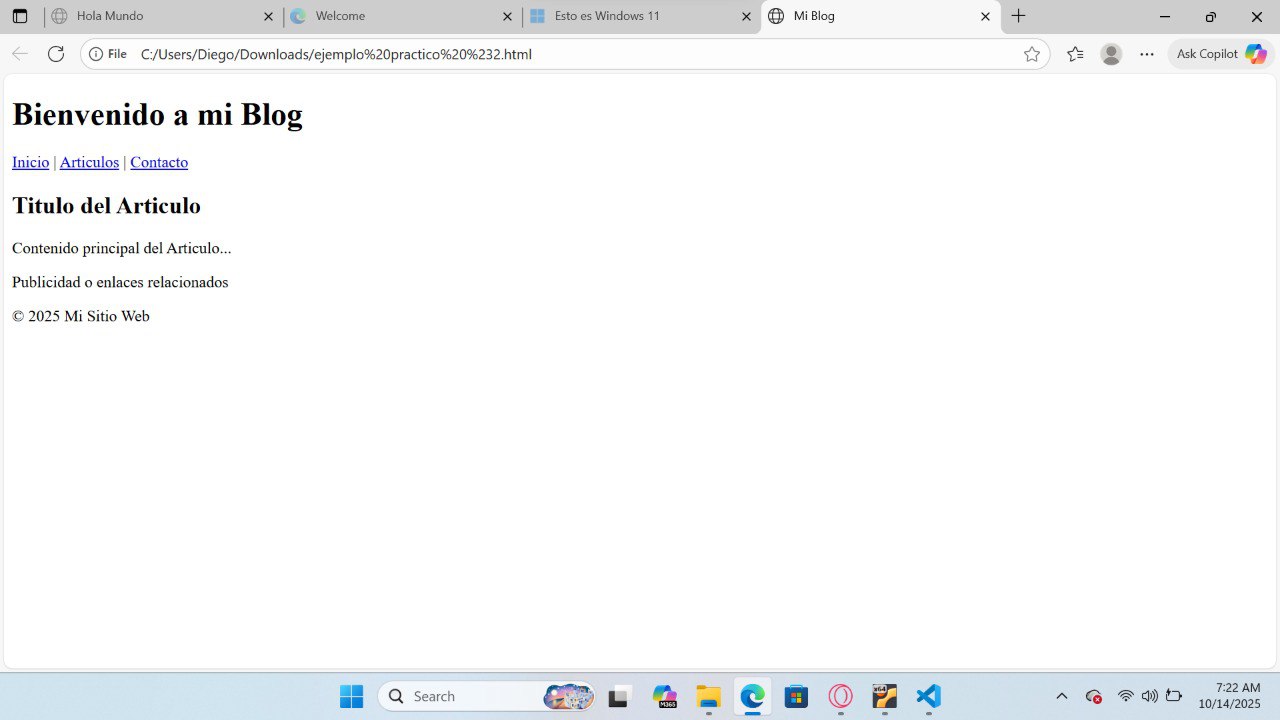 Hola Mundo
Welcome
Esto es Windows 11
Mi Blog
File C:/Users/Diego/Downloads/ejemplo%20practico%20%232.html
Ask Copilot
Bienvenido a mi Blog
Inicio | Articulos | Contacto
Titulo del Articulo
Contenido principal del Articulo...
Publicidad o enlaces relacionados
© 2025 Mi Sitio Web
Search
M365
x64
7:22 AM
10/14/2025